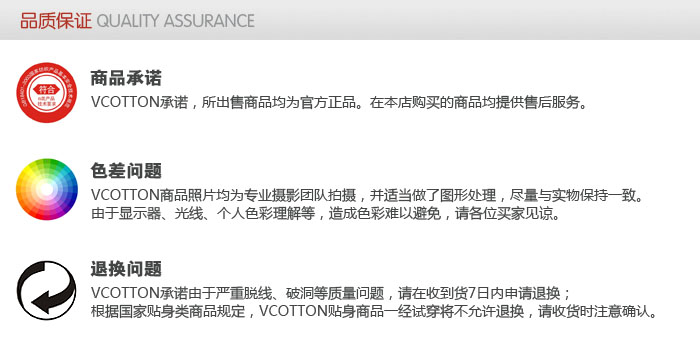 品质保证 QUALITY ASSURANCE
商品承诺
VCOTTON承诺，所出售商品均为官方正品。在本店购买的商品均提供售后服务。
符合
色差问题
VCOTTON商品照片均为专业摄影团队拍摄，并适当做了图形处理，尽量与实物保持一致。
由于显示器、光线、个人色彩理解等，造成色彩难以避免，请各位买家见谅。
退换问题
VCOTTON承诺由于严重脱线、破洞等质量问题，请在收到货7日内申请退换；
根据国家贴身类商品规定，VCOTTON贴身商品一经试穿将不允许退换，请收货时注意确认。